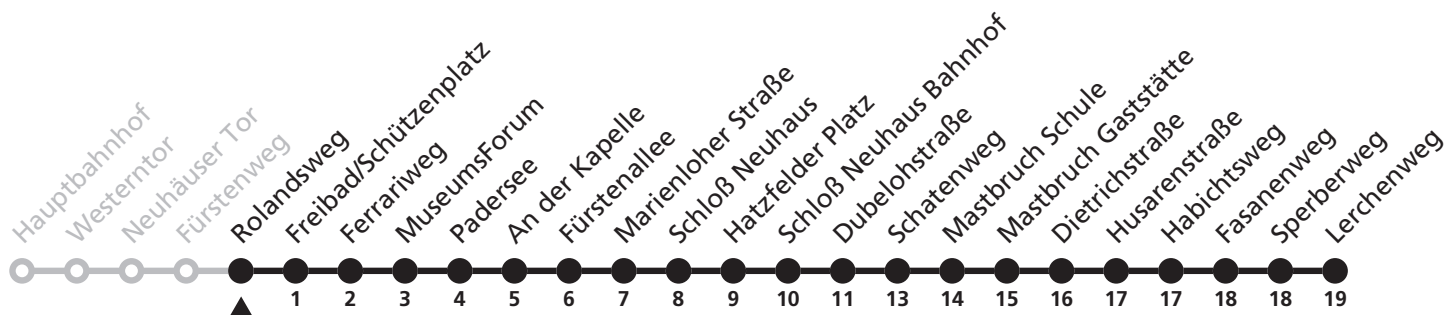 Hauptbahnhof
Westerntor
Neuhäuser Tor
Fürstenweg
Rolandsweg
Freibad/Schützenplatz
Ferrariweg
MuseumsForum
Padersee
An der Kapelle
Fürstenallee
Marienloher Straße
Schloß Neuhaus
Hatzfelder Platz
Schloß Neuhaus Bahnhof
Dubelohstraße
Schatenweg
Mastbruch Schule
Mastbruch Gaststätte
Dietrichstraße
Husarenstraße
Habichtsweg
Fasanenweg
Sperberweg
Lerchenweg
1 2 3 4 5 6 7 8 9 10 11 13 14 15 16 17 17 18 18 19